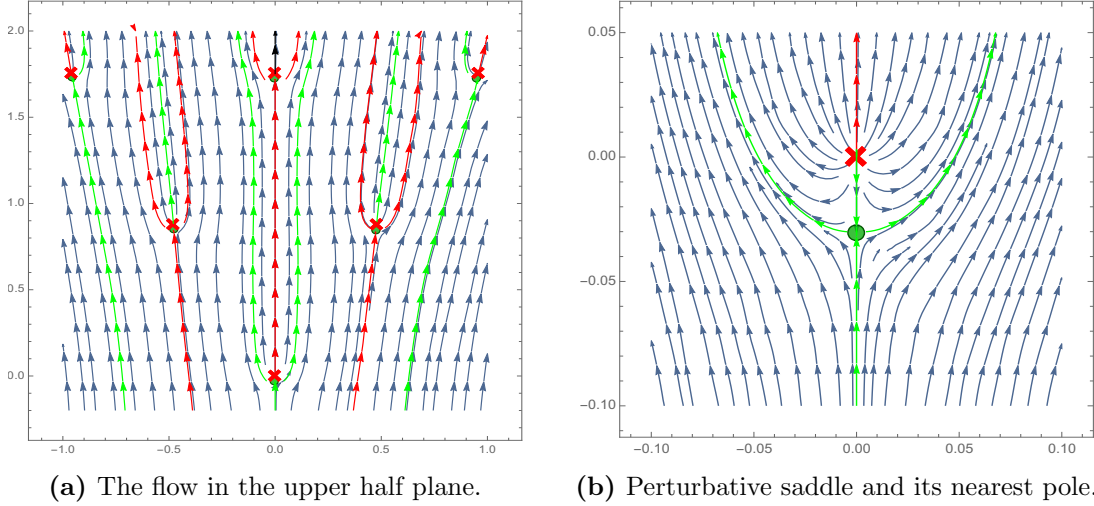 2.0
1.5
1.0
0.5
0.0
-1.0 -0.5 0.0 0.5 1.0
0.05
0.00
-0.05
-0.10
-0.10 -0.05 0.00 0.05 0.10
(a) The flow in the upper half plane.
(b) Perturbative saddle and its nearest pole.